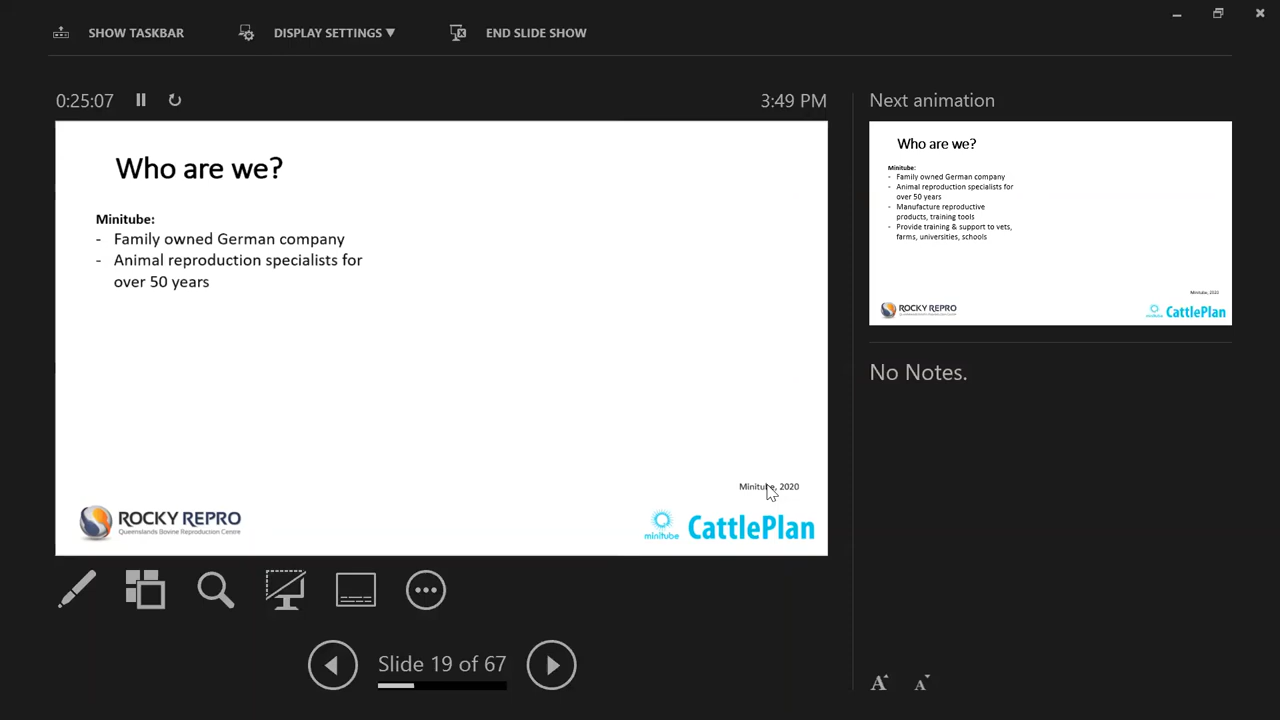 SHOW TASKBAR
DISPLAY SETTINGS ▼
END SLIDE SHOW
0:25:07
3:49 PM
Who are we?
Minitube:
- Family owned German company
- Animal reproduction specialists for
over 50 years
Minitube, 2020
ROCKY REPRO
Queenslands Bovine Reproduction Centre
minitube
CattlePlan
Slide 19 of 67
Next animation
Who are we?
Minitube:
- Family owned German company
- Animal reproduction specialists for
over 50 years
- Manufacture reproductive
products, training tools
- Provide training & support to vets,
farms, universities, schools
Minitube, 2020
ROCKY REPRO
CattlePlan
No Notes.
A
A